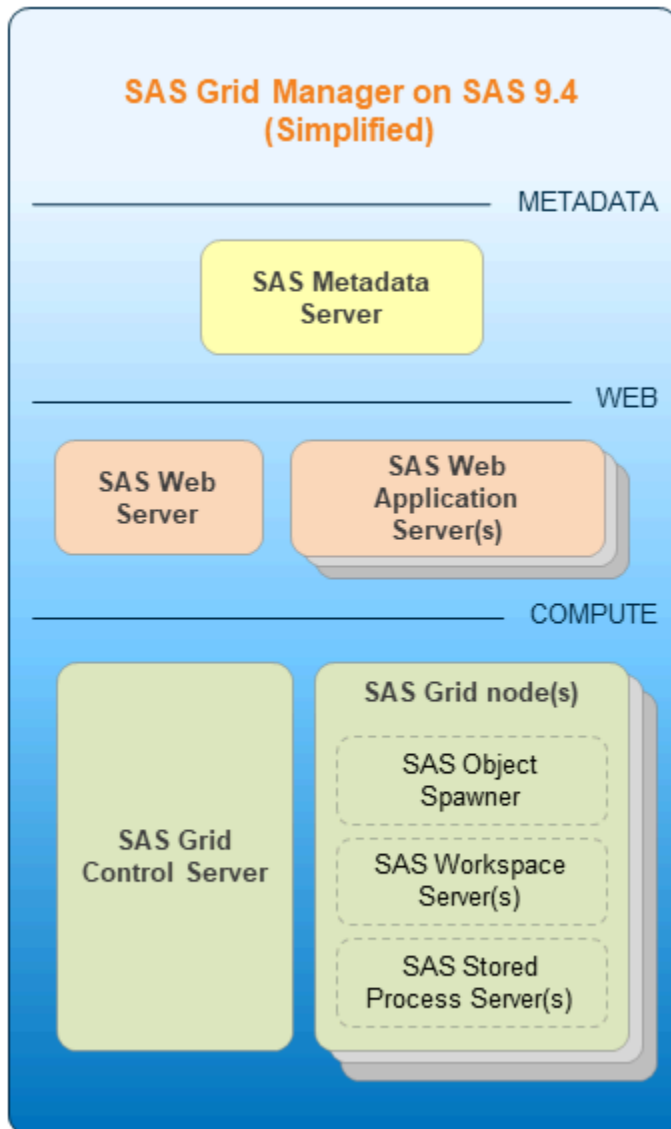 SAS Grid Manager on SAS 9.4
(Simplified)
METADATA
SAS Metadata
Server
WEB
SAS Web
Server
SAS Web
Application
Server(s)
COMPUTE
SAS Grid
Control Server
SAS Grid node(s)
SAS Object
Spawner
SAS Workspace
Server(s)
SAS Stored
Process Server(s)